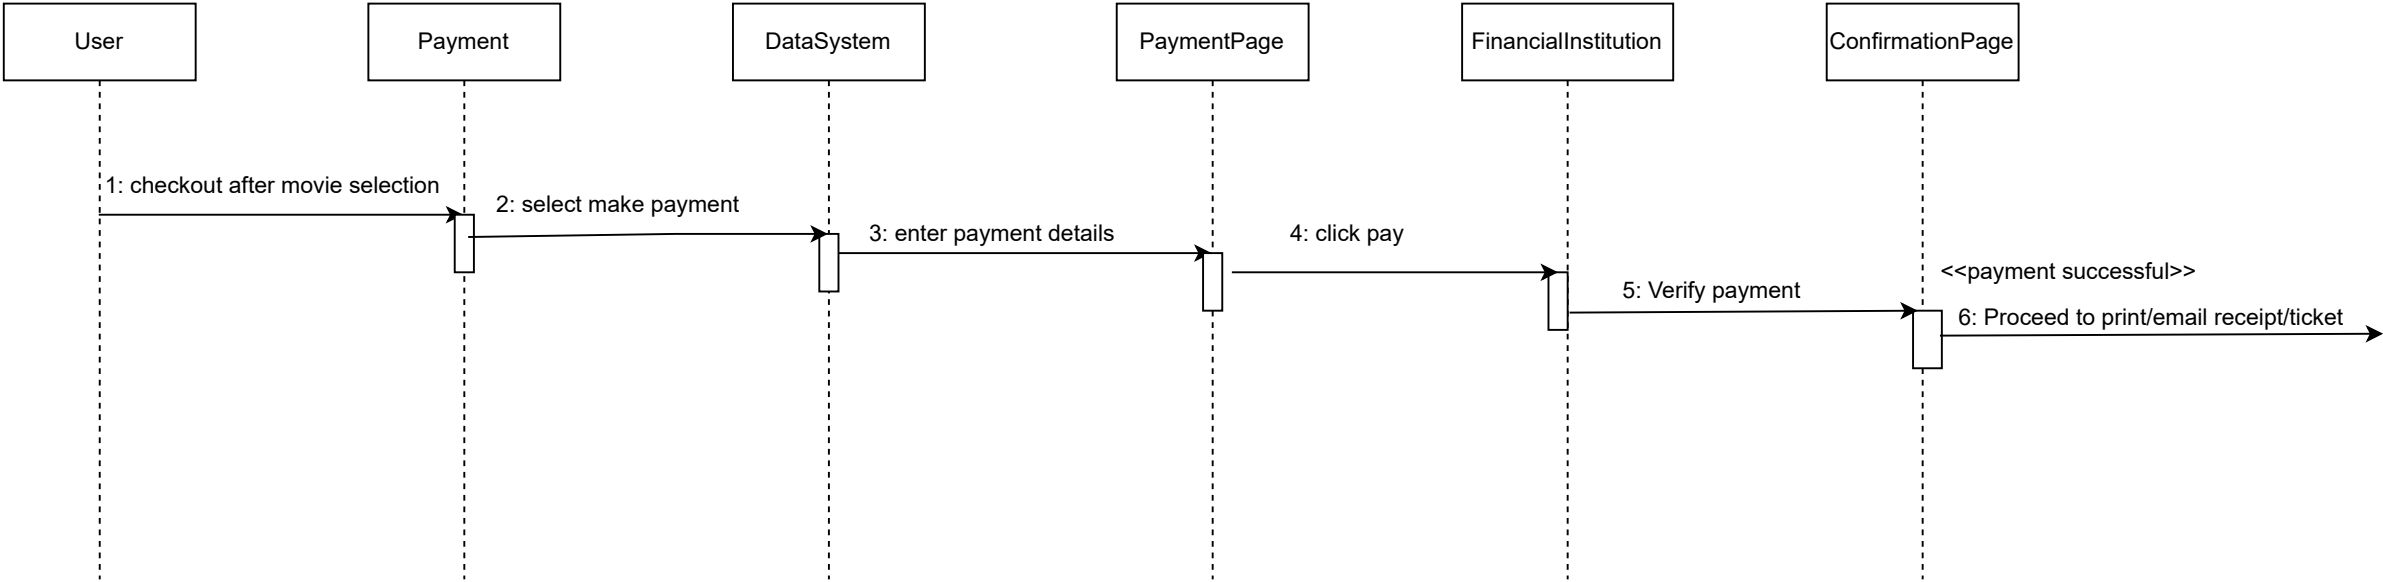 User
Payment
DataSystem
PaymentPage
FinancialInstitution
ConfirmationPage
1: checkout after movie selection
2: select make payment
3: enter payment details
4: click pay
<<payment successful>>
5: Verify payment
6: Proceed to print/email receipt/ticket